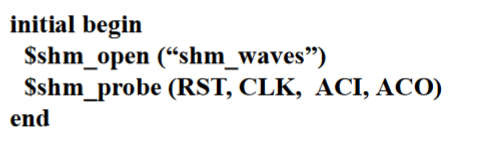 initial begin
$shm_open (“shm_waves”)
$shm_probe (RST, CLK, ACI, ACO)
end